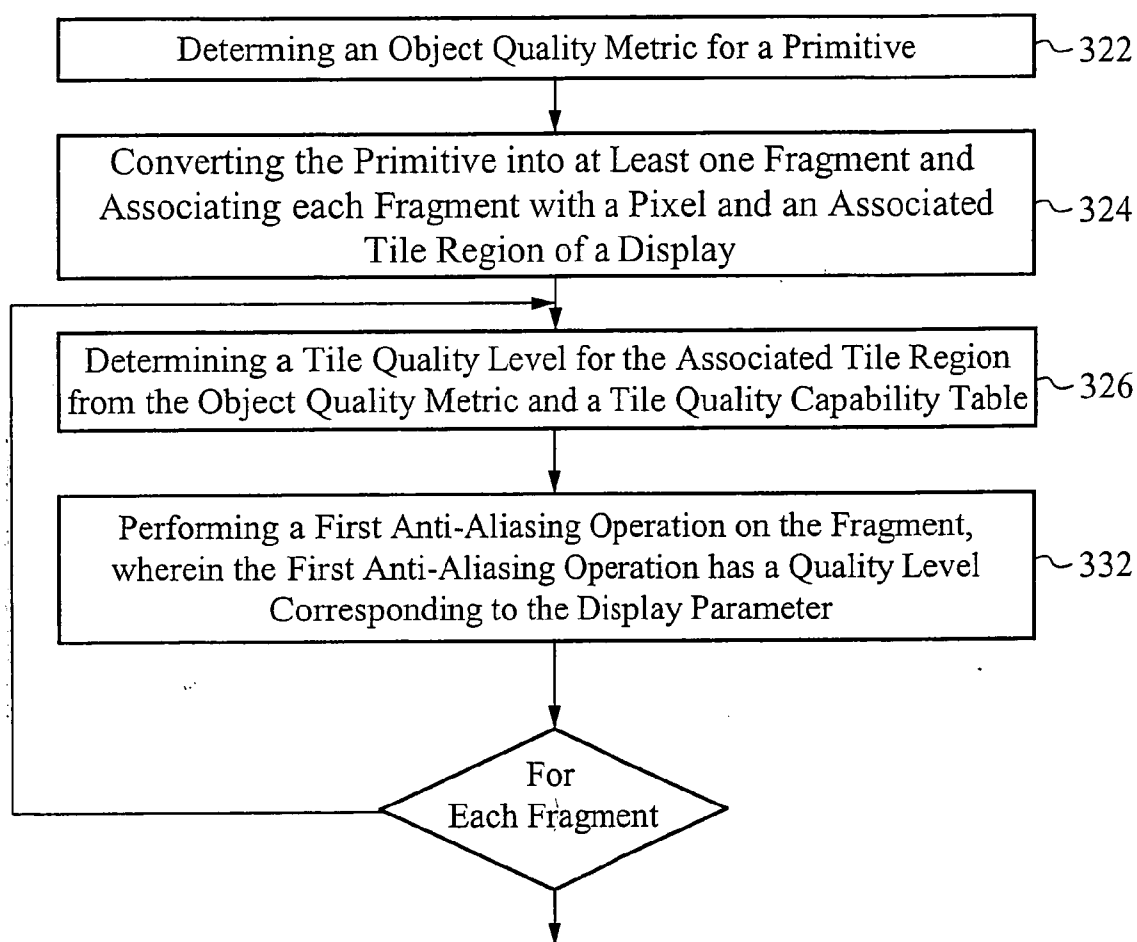 Determing an Object Quality Metric for a Primitive
322
Converting the Primitive into at Least one Fragment and
Associating each Fragment with a Pixel and an Associated
Tile Region of a Display
324
Determining a Tile Quality Level for the Associated Tile Region
from the Object Quality Metric and a Tile Quality Capability Table
326
Performing a First Anti-Aliasing Operation on the Fragment,
wherein the First Anti-Aliasing Operation has a Quality Level
Corresponding to the Display Parameter
332
For
Each Fragment